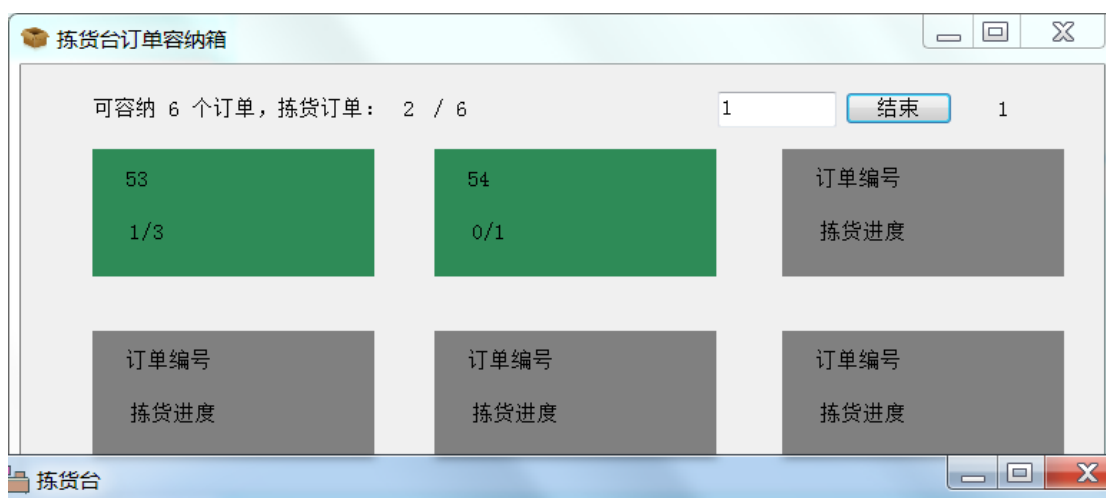 拣货台订单容纳箱
可容纳 6 个订单，拣货订单： 2 / 6 1 结束 1
53 54 订单编号
1/3 0/1 拣货进度
订单编号 订单编号 订单编号
拣货进度 拣货进度 拣货进度
拣货台